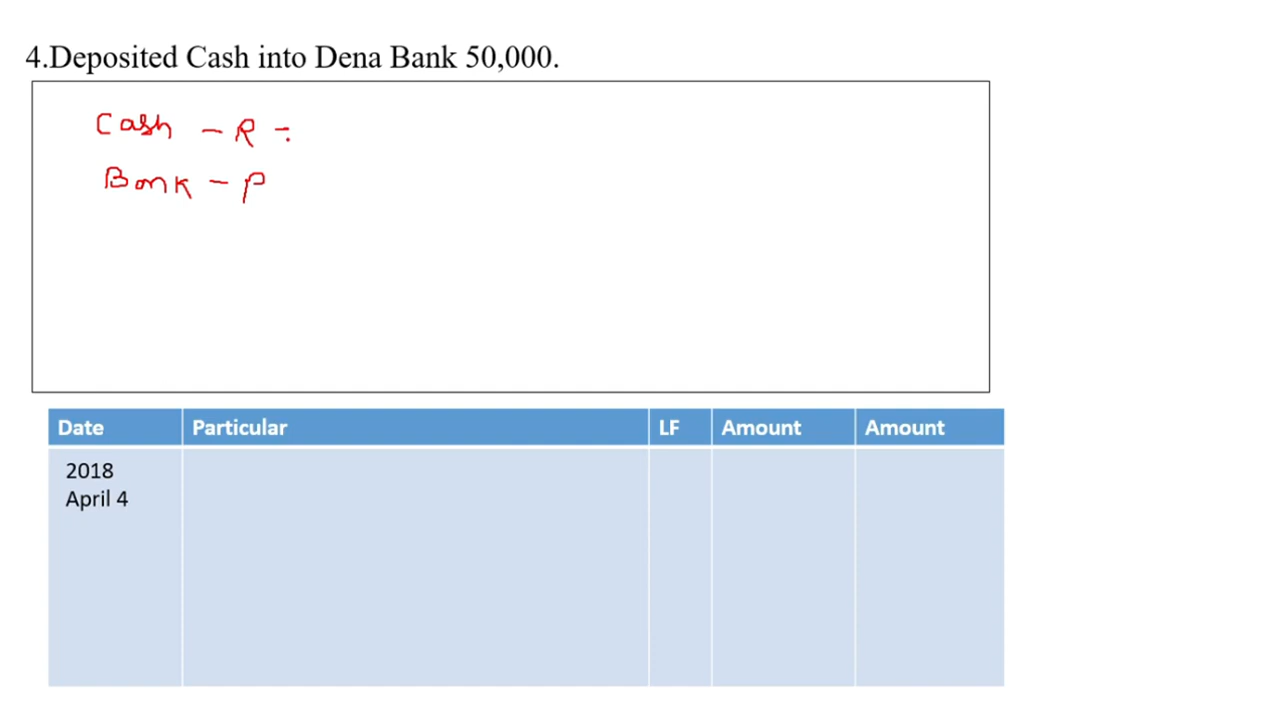 4.Deposited Cash into Dena Bank 50,000.
Cash - R ÷
Bank - P
Date Particular LF Amount Amount
2018
April 4